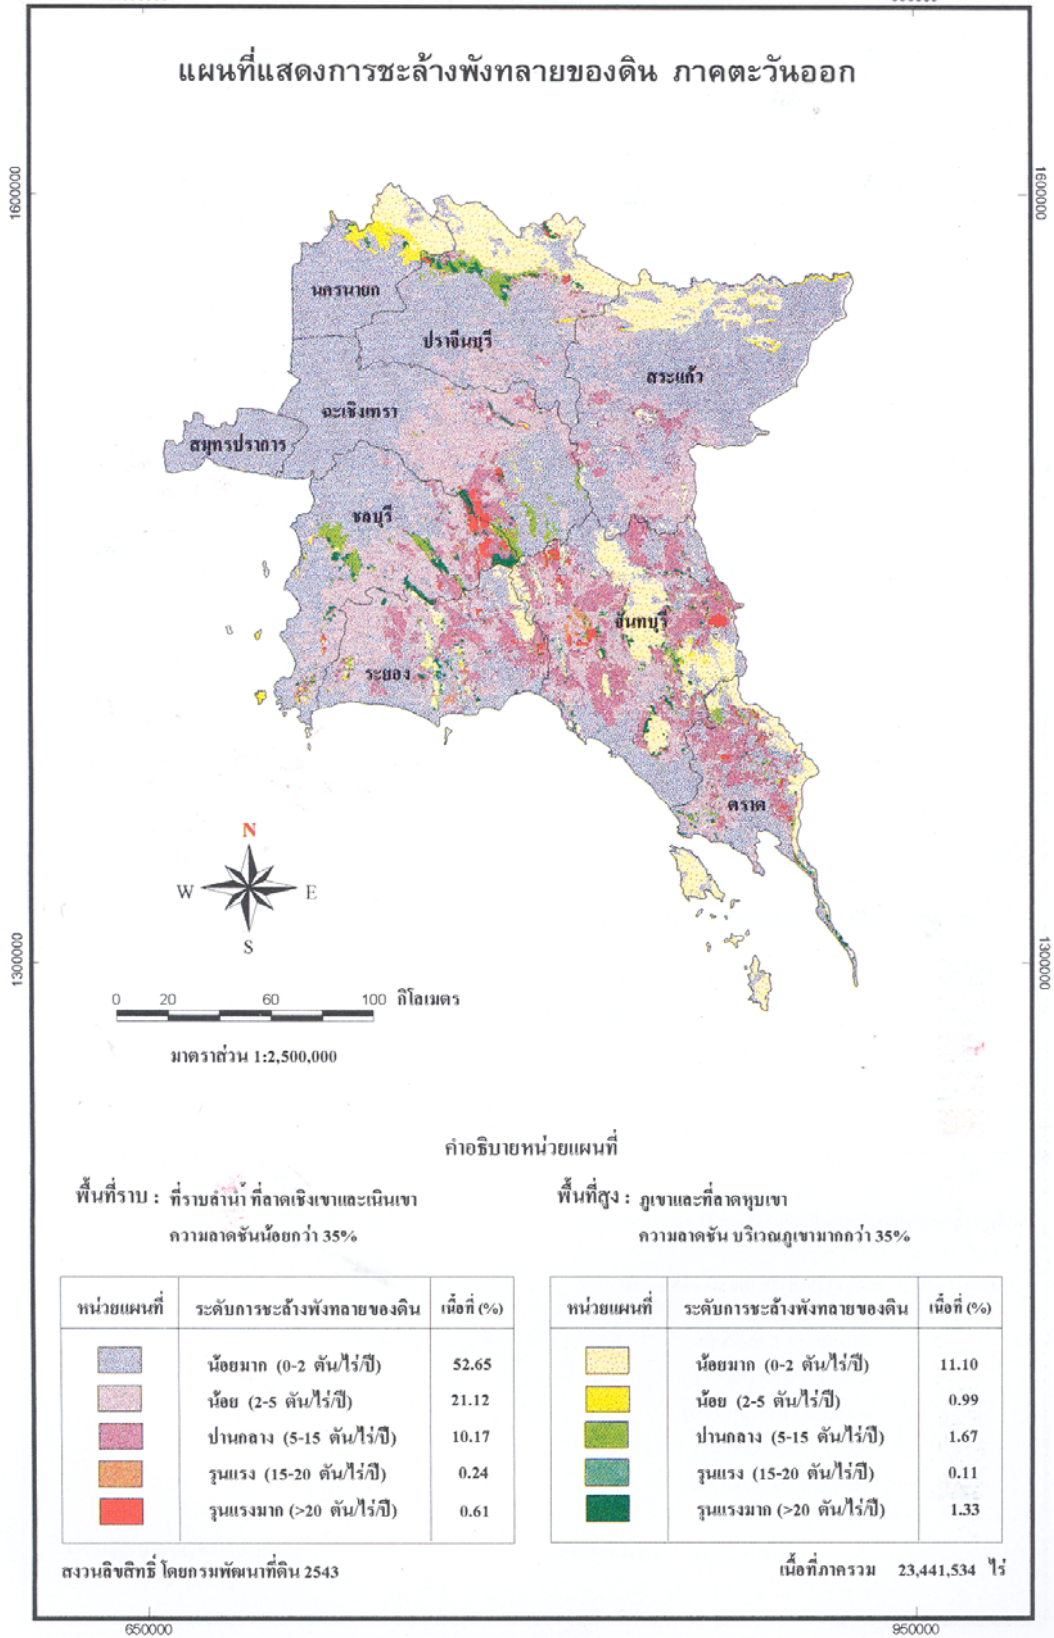 แผนที่แสดงการชะล้างพังทลายของดิน ภาคตะวันออก
1600000
1600000
นครนายก
ปราจีนบุรี
สระแก้ว
ฉะเชิงเทรา
สมุทรปราการ
ชลบุรี
จันทบุรี
ระยอง
ตราด
N
W E
S
1300000
1300000
0 20 60 100 กิโลเมตร
มาตราส่วน 1:2,500,000
คำอธิบายหน่วยแผนที่
พื้นที่ราบ : ที่ราบลำน้ำ ที่ลาดเชิงเขาและเนินเขา
ความลาดชันน้อยกว่า 35%
พื้นที่สูง : ภูเขาและที่ลาดหุบเขา
ความลาดชัน บริเวณภูเขามากกว่า 35%
หน่วยแผนที่ ระดับการชะล้างพังทลายของดิน เนื้อที่ (%)
น้อยมาก (0-2 ตัน/ไร่/ปี) 52.65
น้อย (2-5 ตัน/ไร่/ปี) 21.12
ปานกลาง (5-15 ตัน/ไร่/ปี) 10.17
รุนแรง (15-20 ตัน/ไร่/ปี) 0.24
รุนแรงมาก (>20 ตัน/ไร่/ปี) 0.61
หน่วยแผนที่ ระดับการชะล้างพังทลายของดิน เนื้อที่ (%)
น้อยมาก (0-2 ตัน/ไร่/ปี) 11.10
น้อย (2-5 ตัน/ไร่/ปี) 0.99
ปานกลาง (5-15 ตัน/ไร่/ปี) 1.67
รุนแรง (15-20 ตัน/ไร่/ปี) 0.11
รุนแรงมาก (>20 ตัน/ไร่/ปี) 1.33
สงวนลิขสิทธิ์ โดยกรมพัฒนาที่ดิน 2543
เนื้อที่ภาครวม 23,441,534 ไร่
650000
950000